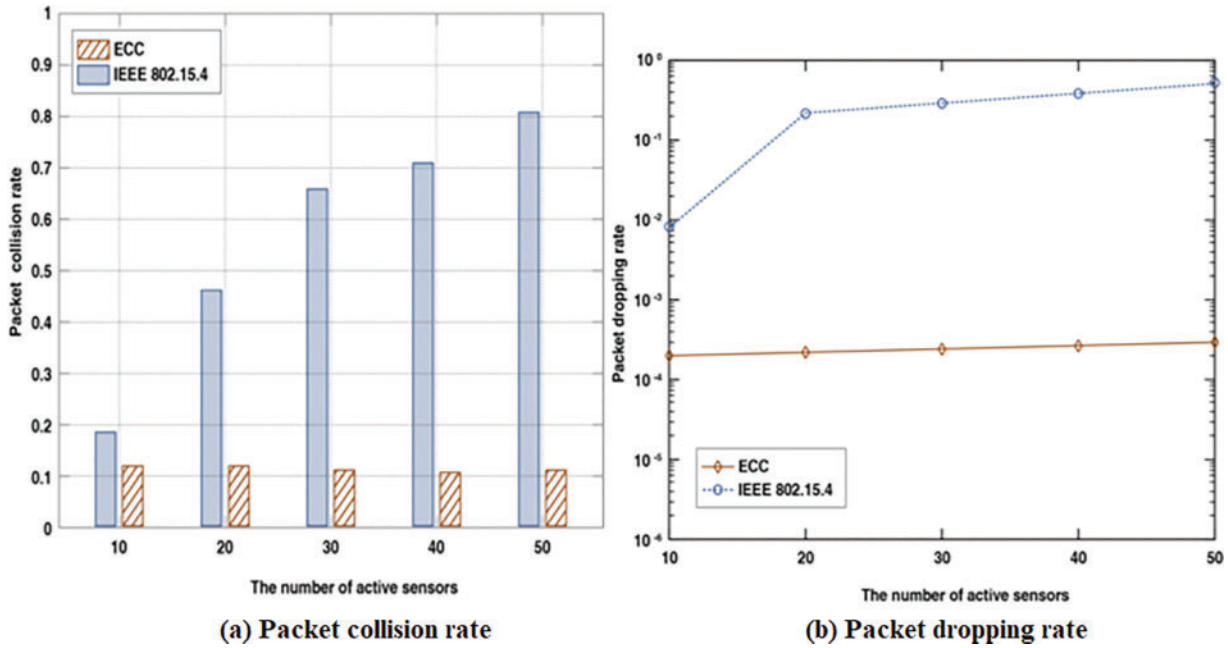 1
0.9
0.8
0.7
0.6
0.5
0.4
0.3
0.2
0.1
0
Packet collision rate
ECC
IEEE 802.15.4
10 20 30 40 50
The number of active sensors
(a) Packet collision rate
10⁰
10⁻¹
10⁻²
10⁻³
10⁻⁴
10⁻⁵
10⁻⁶
Packet dropping rate
ECC
IEEE 802.15.4
10 20 30 40 50
The number of active sensors
(b) Packet dropping rate